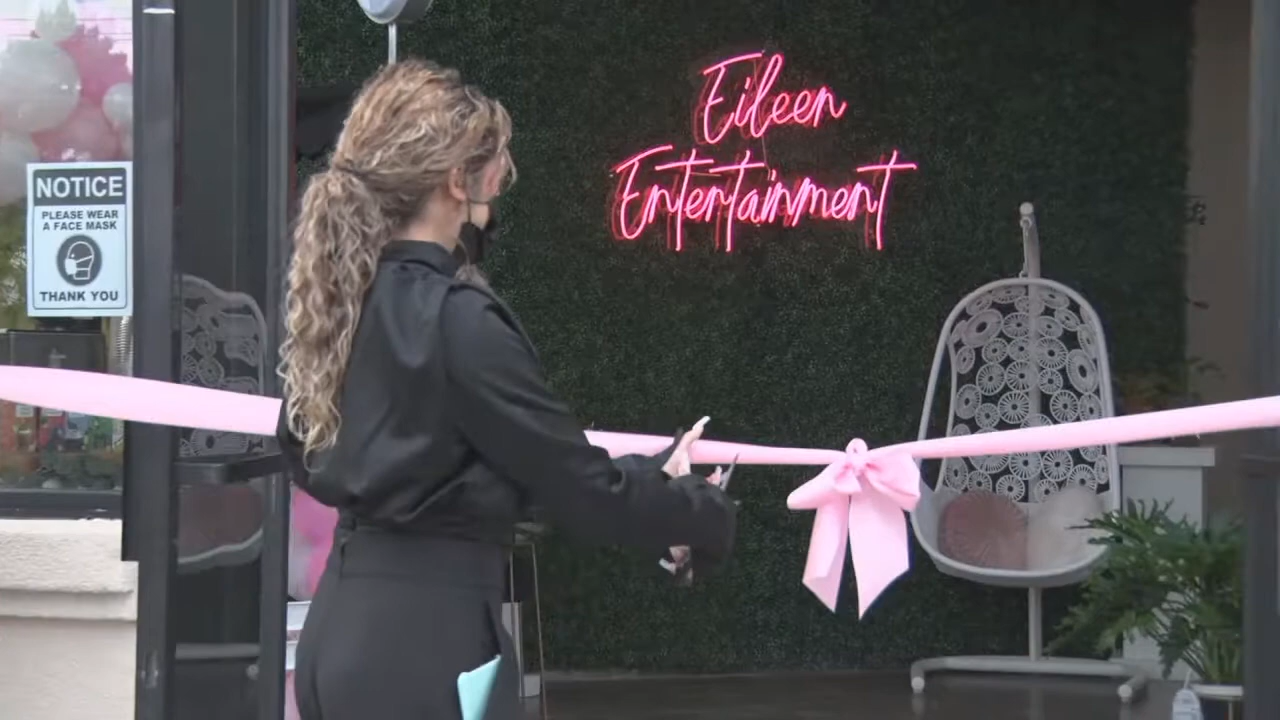 Eileen
Entertainment
NOTICE
PLEASE WEAR
A FACE MASK
THANK YOU